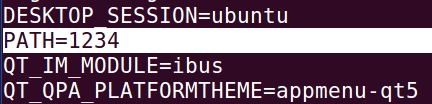 DESKTOP_SESSION=ubuntu
PATH=1234
QT_IM_MODULE=ibus
QT_QPA_PLATFORMTHEME=appmenu-qt5